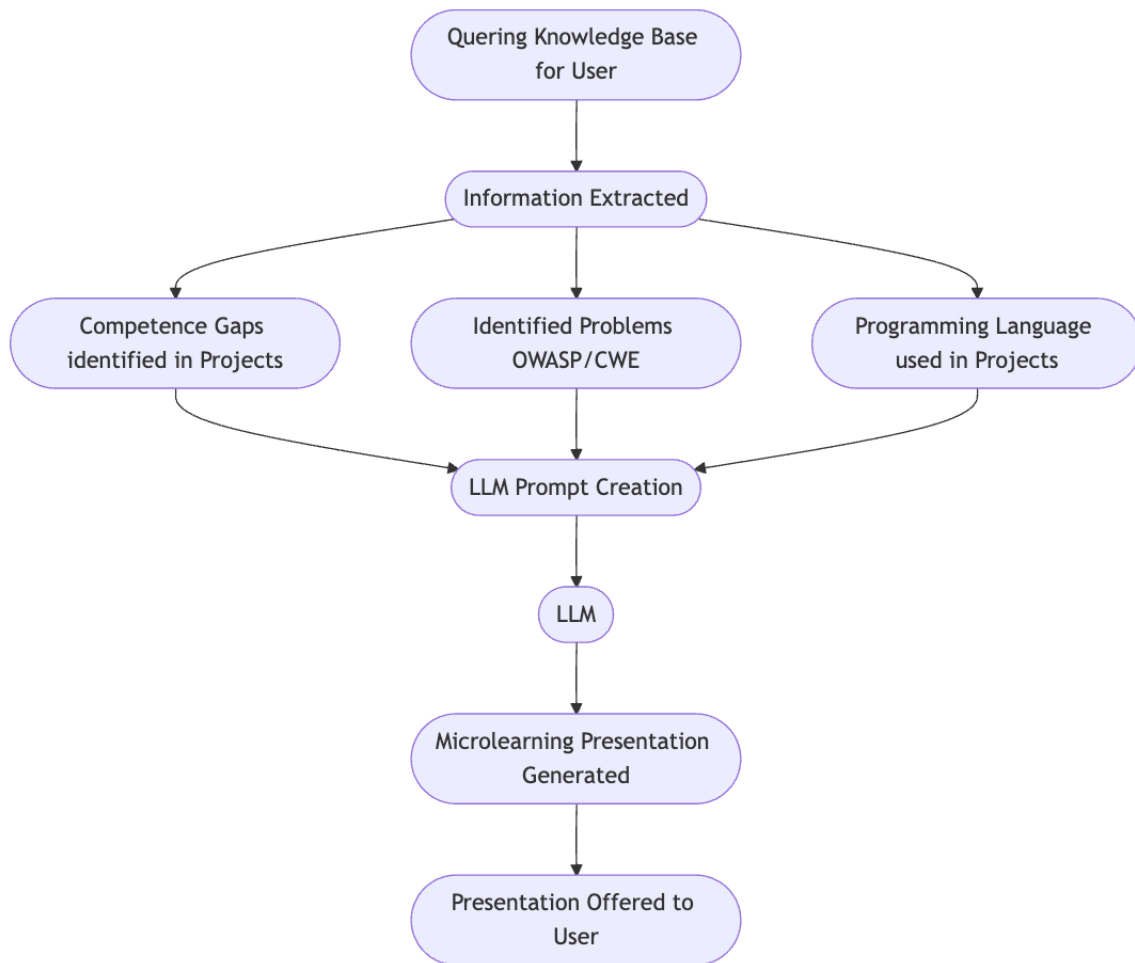 Quering Knowledge Base
for User
Information Extracted
Competence Gaps
identified in Projects
Identified Problems
OWASP/CWE
Programming Language
used in Projects
LLM Prompt Creation
LLM
Microlearning Presentation
Generated
Presentation Offered to
User